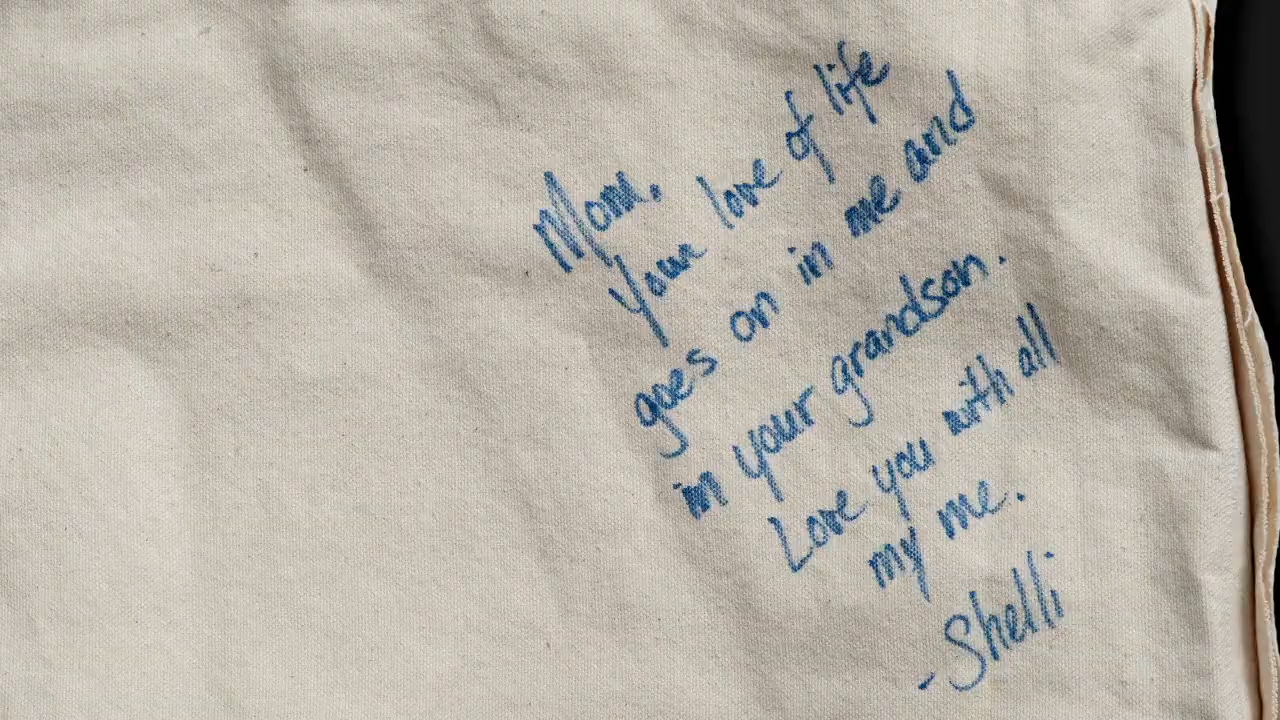 Mom,
Your love of life
goes on in me and
in your grandson.
Love you with all
my me.
- Shelli